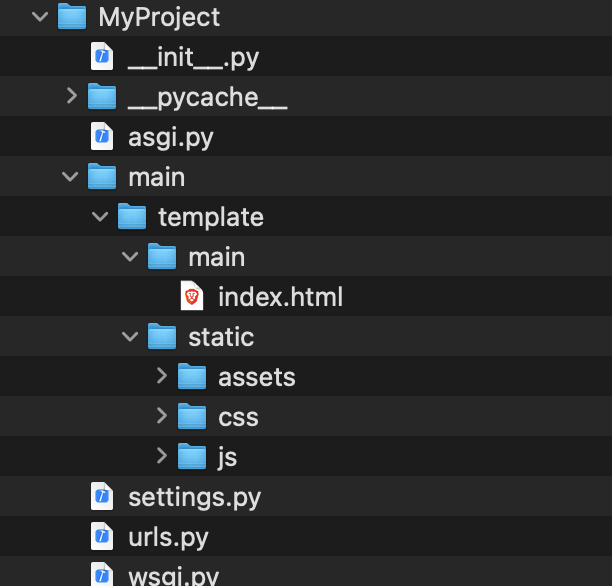 MyProject
__init__.py
__pycache__
asgi.py
main
template
main
index.html
static
assets
css
js
settings.py
urls.py
wsgi.py